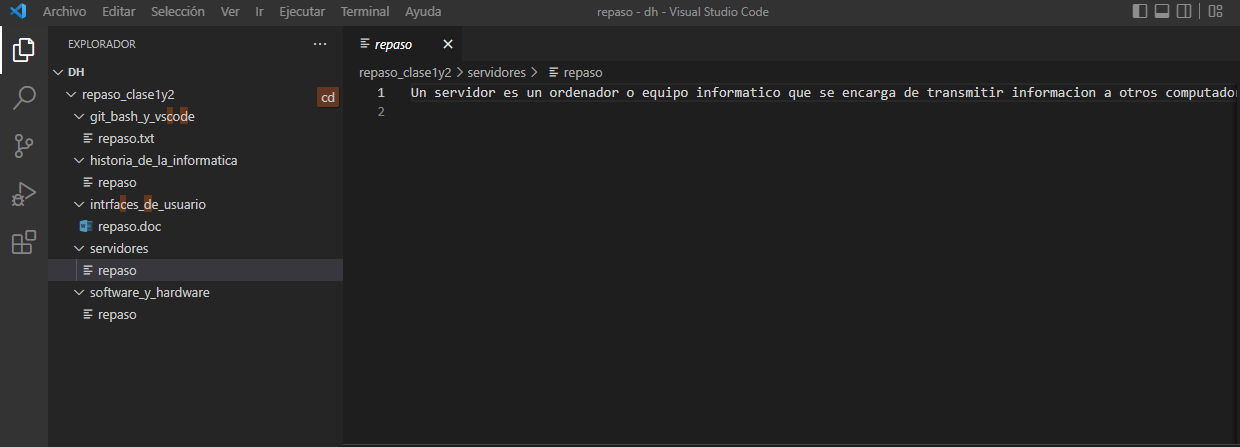 Archivo Editar Selección Ver Ir Ejecutar Terminal Ayuda repaso - dh - Visual Studio Code
EXPLORADOR
DH
repaso_clase1y2
cd
git_bash_y_vscode
repaso.txt
historia_de_la_informatica
repaso
intrfaces_de_usuario
repaso.doc
servidores
repaso
software_y_hardware
repaso
repaso
repaso_clase1y2 > servidores > repaso
1 Un servidor es un ordenador o equipo informatico que se encarga de transmitir informacion a otros computado
2